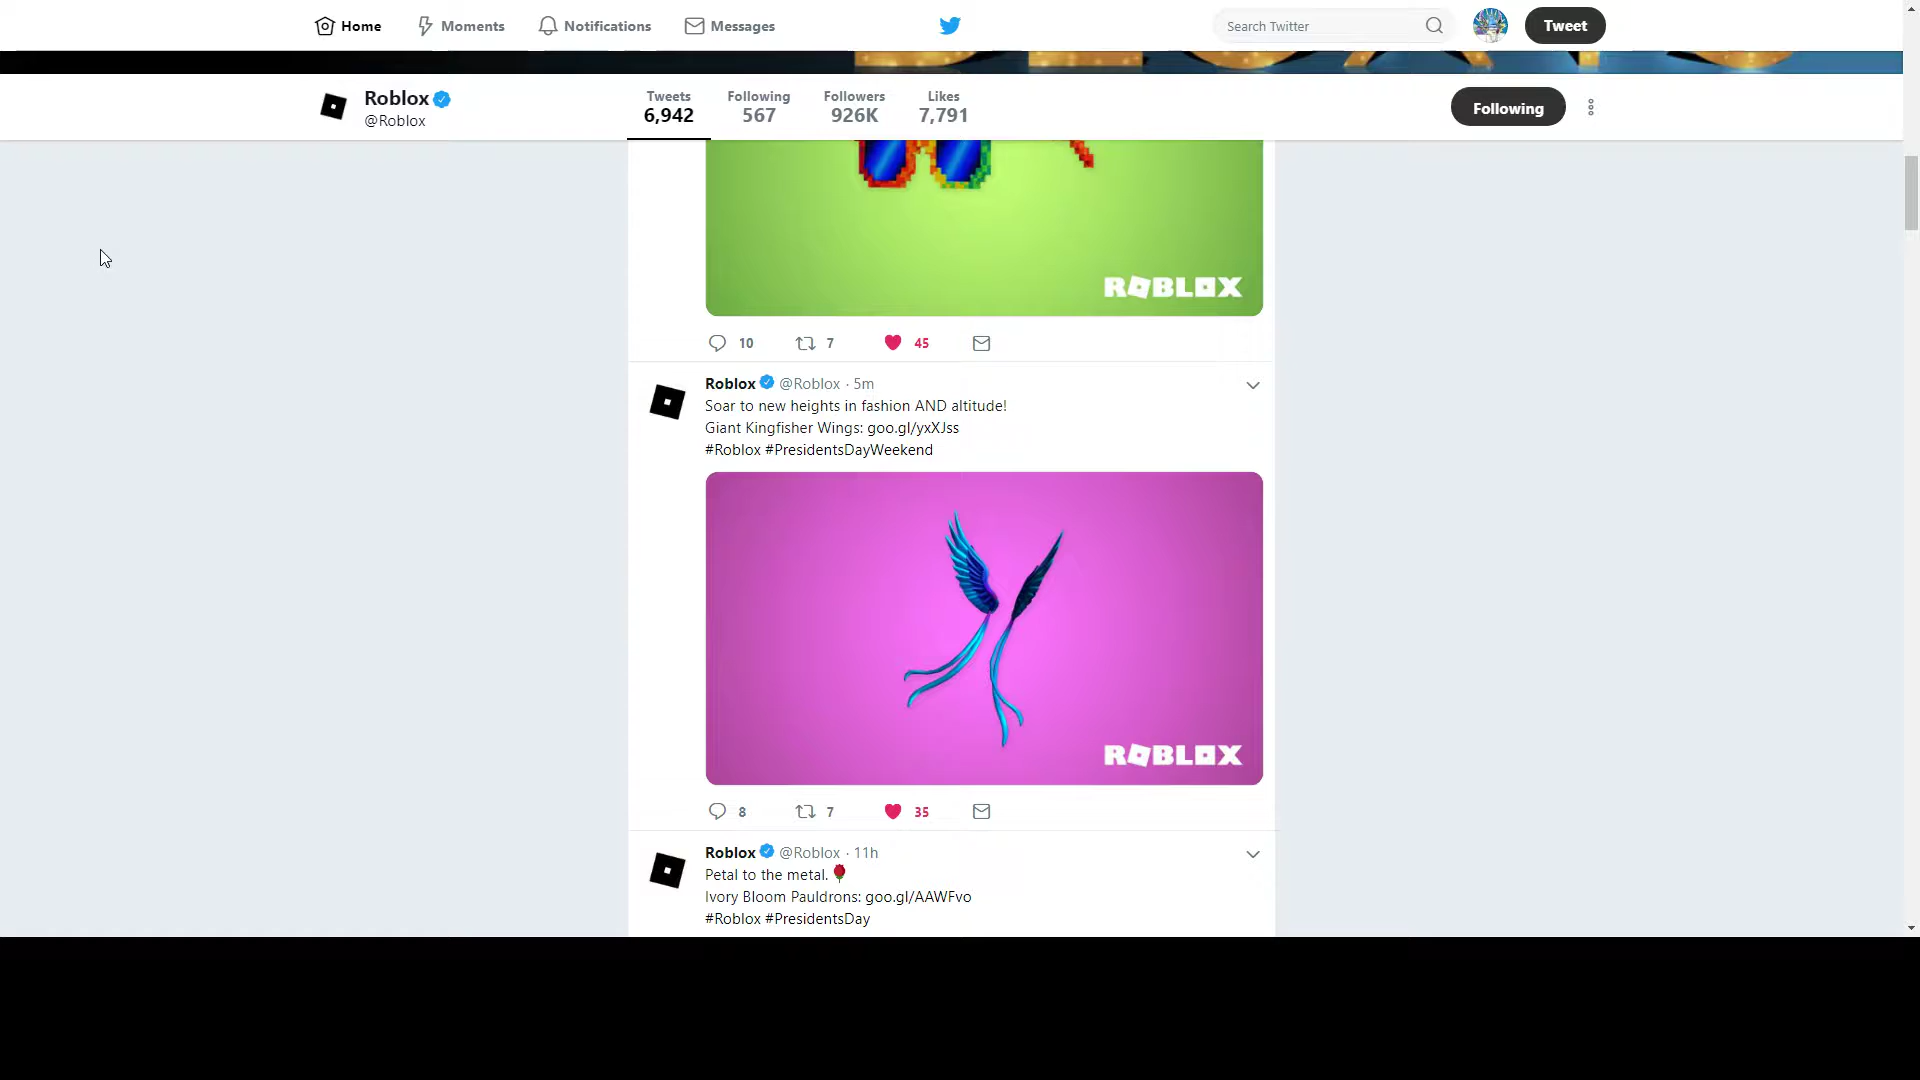 Home
Moments
Notifications
Messages
Search Twitter
Tweet
Roblox
@Roblox
Tweets
6,942
Following
567
Followers
926K
Likes
7,791
Following
ROBLOX
10
7
45
Roblox @Roblox · 5m
Soar to new heights in fashion AND altitude!
Giant Kingfisher Wings: goo.gl/yxXJss
#Roblox #PresidentsDayWeekend
ROBLOX
8
7
35
Roblox @Roblox · 11h
Petal to the metal.
Ivory Bloom Pauldrons: goo.gl/AAWFvo
#Roblox #PresidentsDay